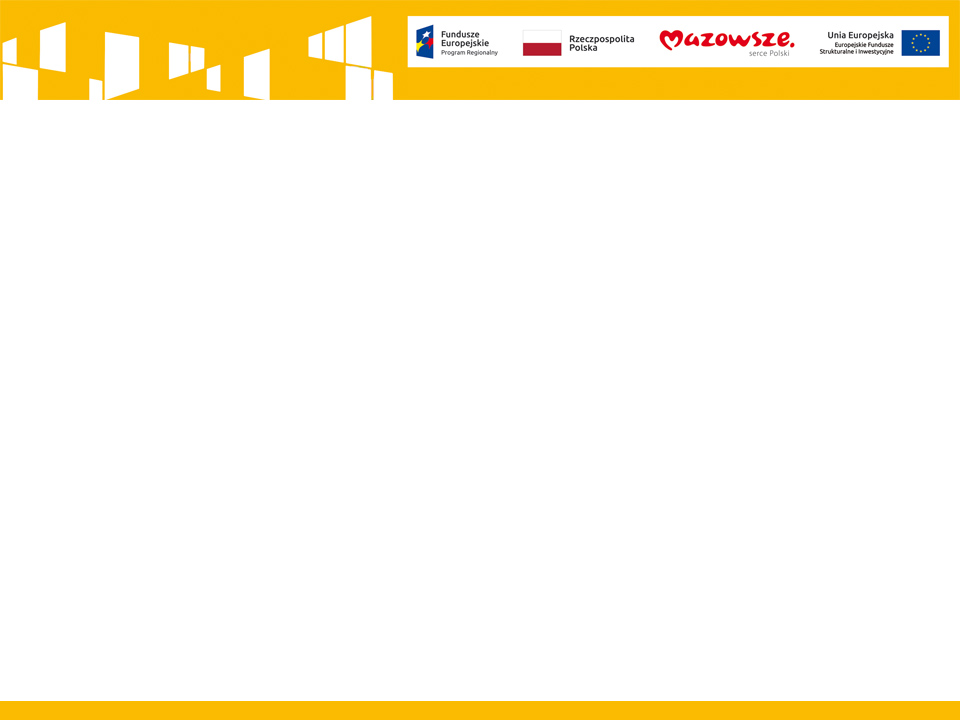 Fundusze
Europejskie
Program Regionalny
Rzeczpospolita
Polska
mazowsze.
serce Polski
Unia Europejska
Europejskie Fundusze
Strukturalne i Inwestycyjne